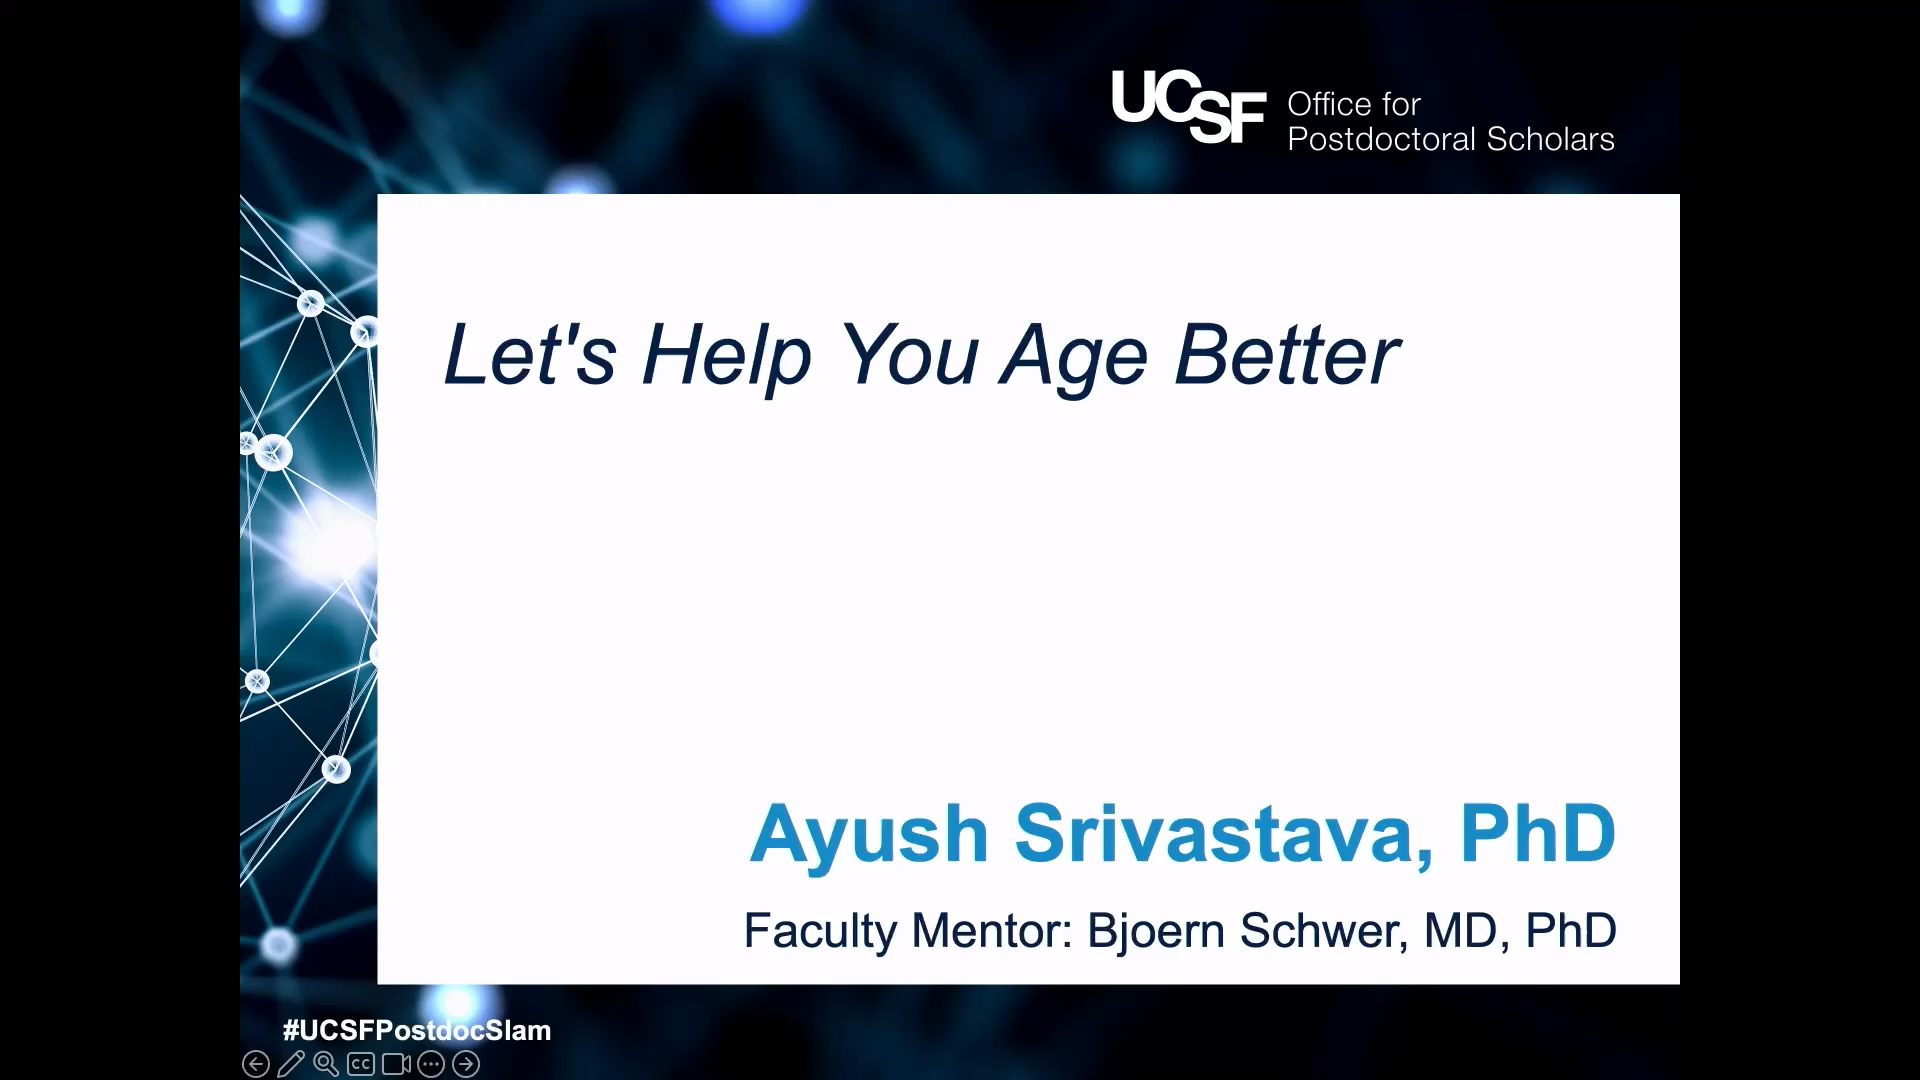 UCSF
Office for
Postdoctoral Scholars
Let's Help You Age Better
Ayush Srivastava, PhD
Faculty Mentor: Bjoern Schwer, MD, PhD
#UCSFPostdocSlam
CC